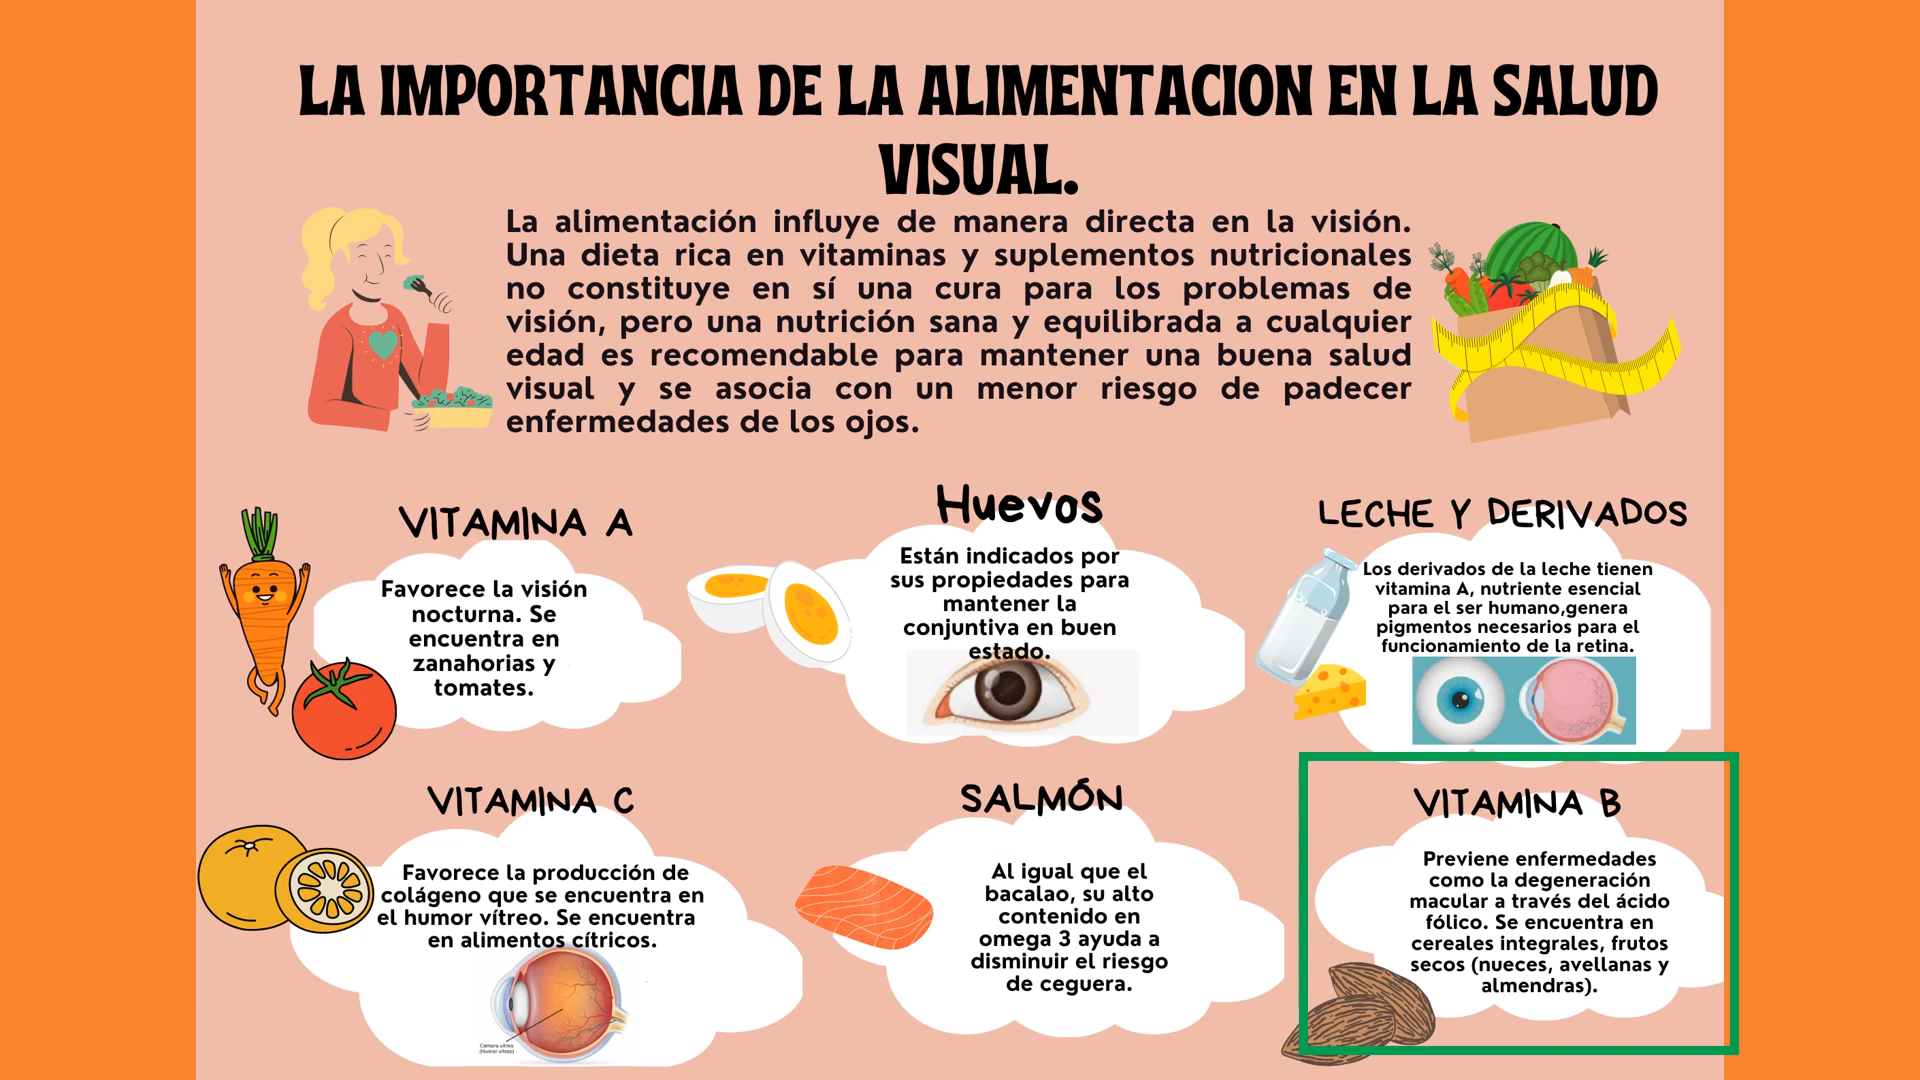 LA IMPORTANCIA DE LA ALIMENTACION EN LA SALUD
VISUAL.
La alimentación influye de manera directa en la visión.
Una dieta rica en vitaminas y suplementos nutricionales
no constituye en sí una cura para los problemas de
visión, pero una nutrición sana y equilibrada a cualquier
edad es recomendable para mantener una buena salud
visual y se asocia con un menor riesgo de padecer
enfermedades de los ojos.
VITAMINA A
Favorece la visión
nocturna. Se
encuentra en
zanahorias y
tomates.
Huevos
Están indicados por
sus propiedades para
mantener la
conjuntiva en buen
estado.
LECHE Y DERIVADOS
Los derivados de la leche tienen
vitamina A, nutriente esencial
para el ser humano,genera
pigmentos necesarios para el
funcionamiento de la retina.
VITAMINA C
Favorece la producción de
colágeno que se encuentra en
el humor vítreo. Se encuentra
en alimentos cítricos.
Cámara vítrea
(Humor vítreo)
SALMÓN
Al igual que el
bacalao, su alto
contenido en
omega 3 ayuda a
disminuir el riesgo
de ceguera.
VITAMINA B
Previene enfermedades
como la degeneración
macular a través del ácido
fólico. Se encuentra en
cereales integrales, frutos
secos (nueces, avellanas y
almendras).